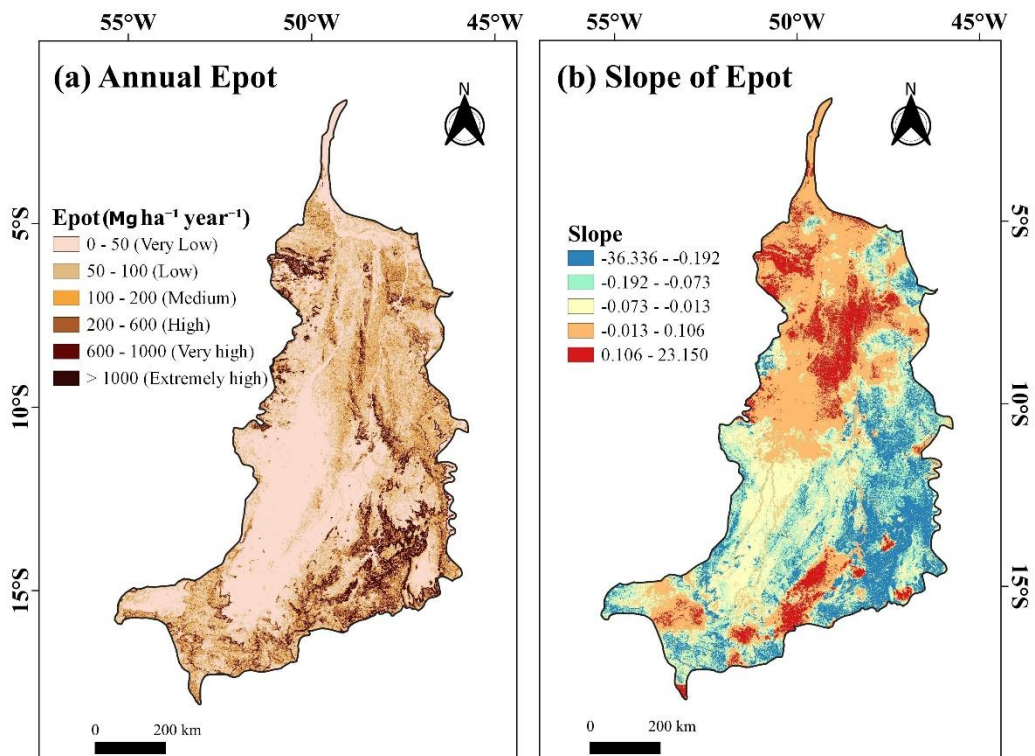 55°W 50°W 45°W
(a) Annual Epot
N
Epot (Mg ha⁻¹ year⁻¹)
0 - 50 (Very Low)
50 - 100 (Low)
100 - 200 (Medium)
200 - 600 (High)
600 - 1000 (Very high)
> 1000 (Extremely high)
5°S
10°S
15°S
0 200 km
55°W 50°W 45°W
(b) Slope of Epot
N
Slope
-36.336 - -0.192
-0.192 - -0.073
-0.073 - -0.013
-0.013 - 0.106
0.106 - 23.150
5°S
10°S
15°S
0 200 km